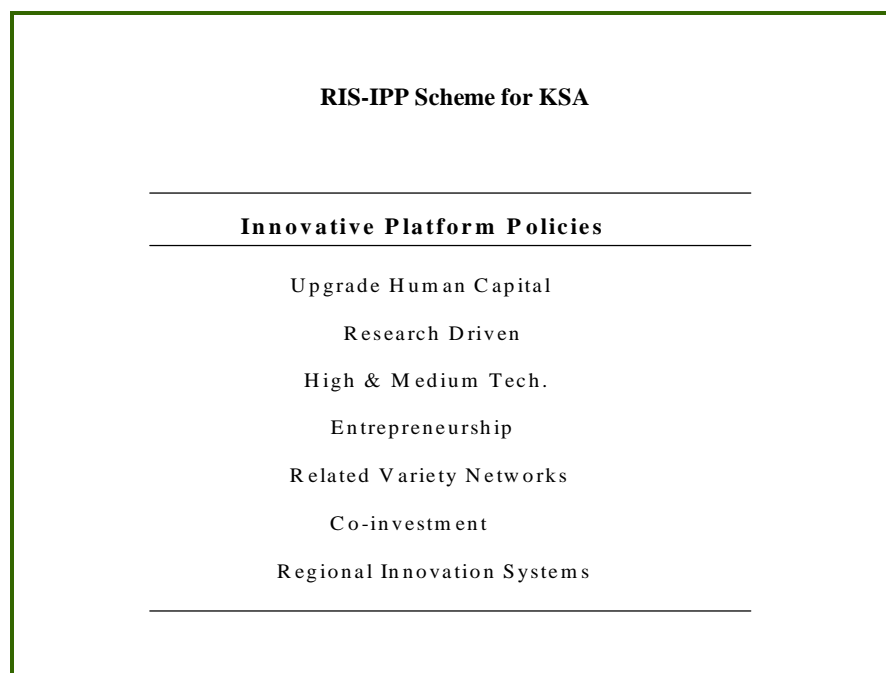 RIS-IPP Scheme for KSA
Innovative Platform Policies
Upgrade Human Capital
Research Driven
High & Medium Tech.
Entrepreneurship
Related Variety Networks
Co-investment
Regional Innovation Systems